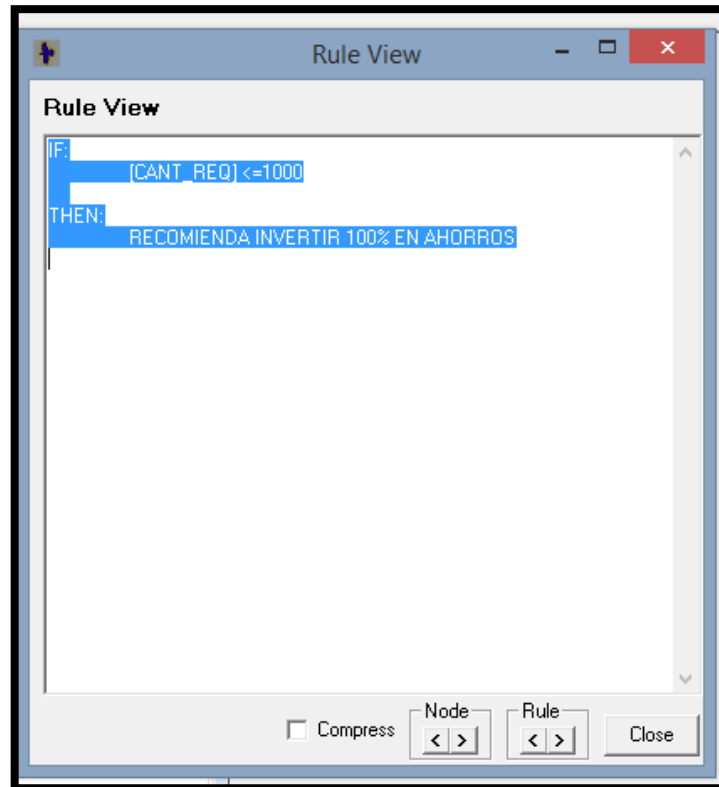 Rule View
Rule View
IF:
[CANT_REQ] <=1000
THEN:
RECOMIENDA INVERTIR 100% EN AHORROS
Compress
Node
< >
Rule
< >
Close